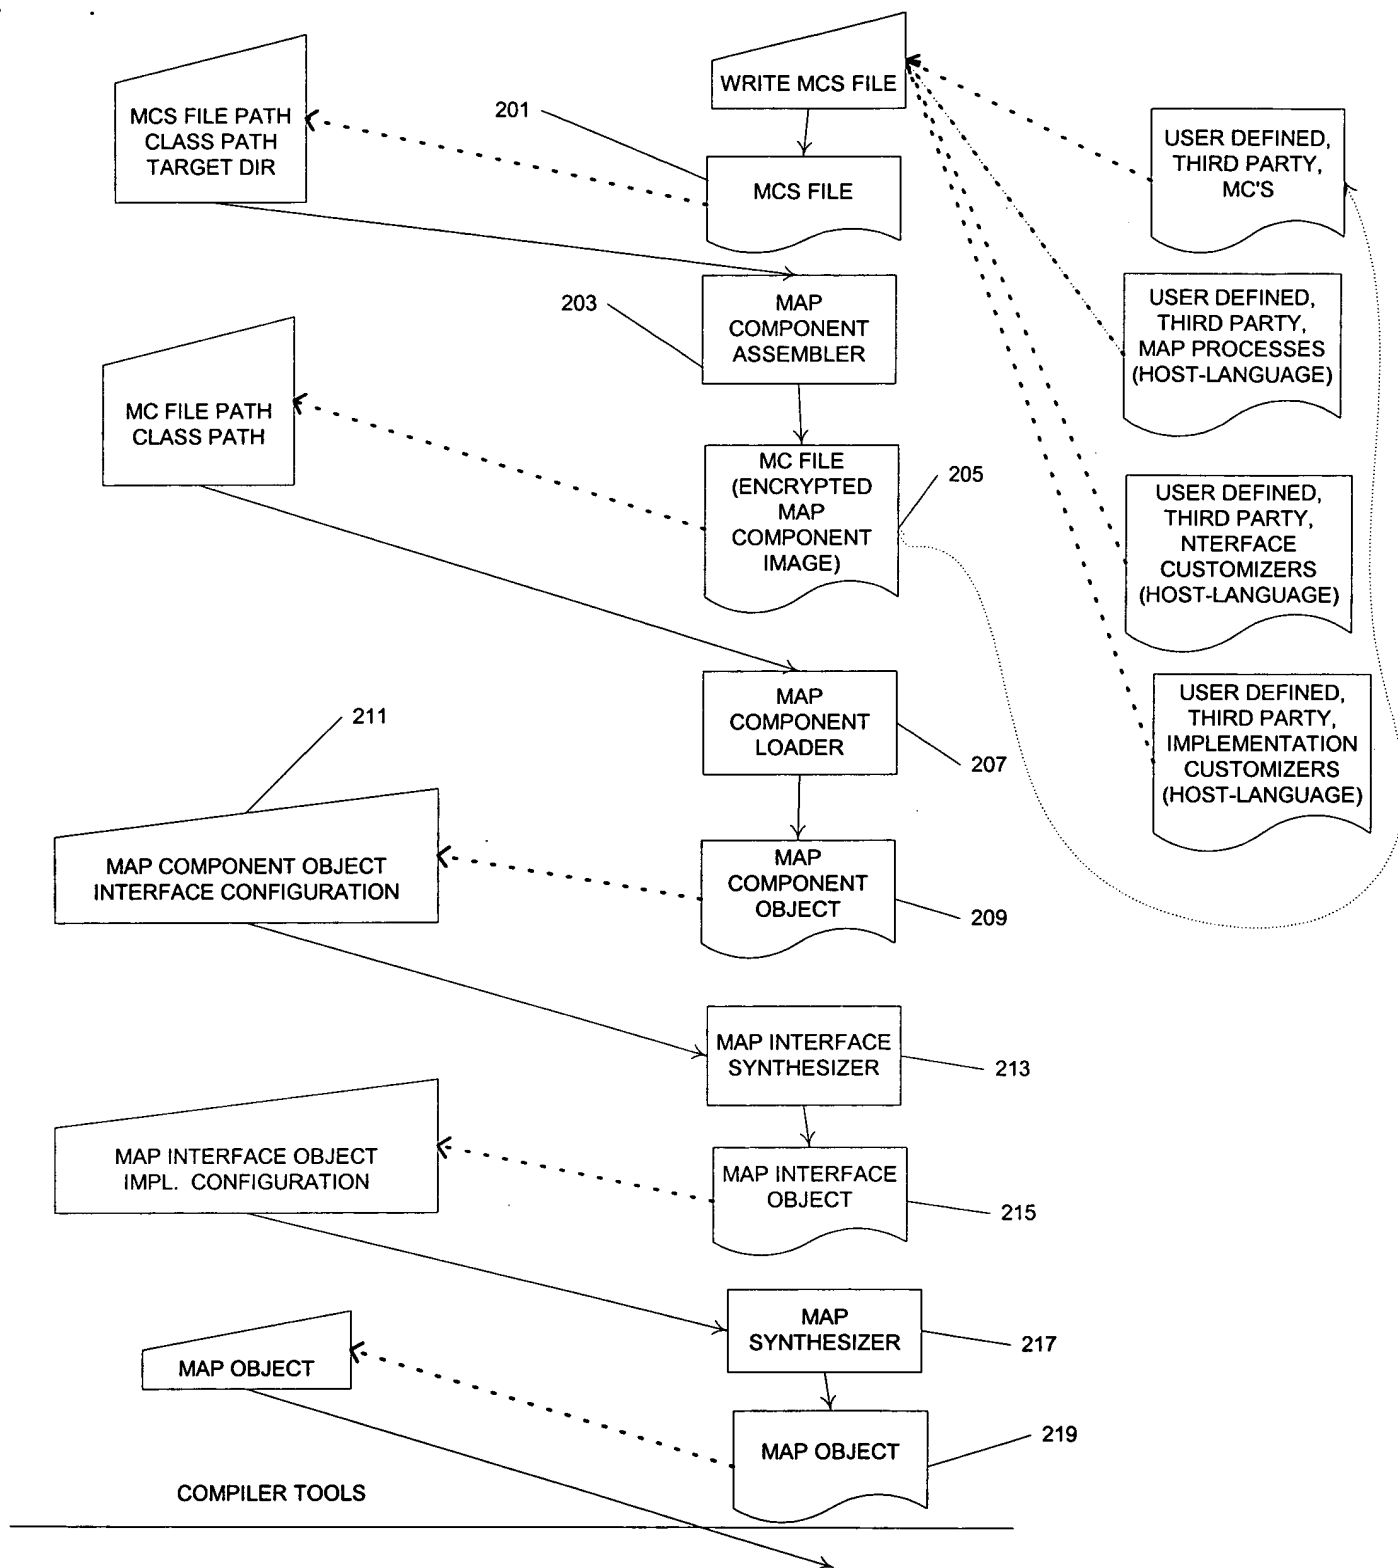 WRITE MCS FILE
201
MCS FILE PATH
CLASS PATH
TARGET DIR
MCS FILE
USER DEFINED,
THIRD PARTY,
MC'S
203
MAP
COMPONENT
ASSEMBLER
USER DEFINED,
THIRD PARTY,
MAP PROCESSES
(HOST-LANGUAGE)
MC FILE PATH
CLASS PATH
MC FILE
(ENCRYPTED
MAP
COMPONENT
IMAGE)
205
USER DEFINED,
THIRD PARTY,
NTERFACE
CUSTOMIZERS
(HOST-LANGUAGE)
MAP
COMPONENT
LOADER
207
USER DEFINED,
THIRD PARTY,
IMPLEMENTATION
CUSTOMIZERS
(HOST-LANGUAGE)
211
MAP COMPONENT OBJECT
INTERFACE CONFIGURATION
MAP
COMPONENT
OBJECT
209
MAP INTERFACE
SYNTHESIZER
213
MAP INTERFACE OBJECT
IMPL. CONFIGURATION
MAP INTERFACE
OBJECT
215
MAP
SYNTHESIZER
217
MAP OBJECT
MAP OBJECT
219
COMPILER TOOLS